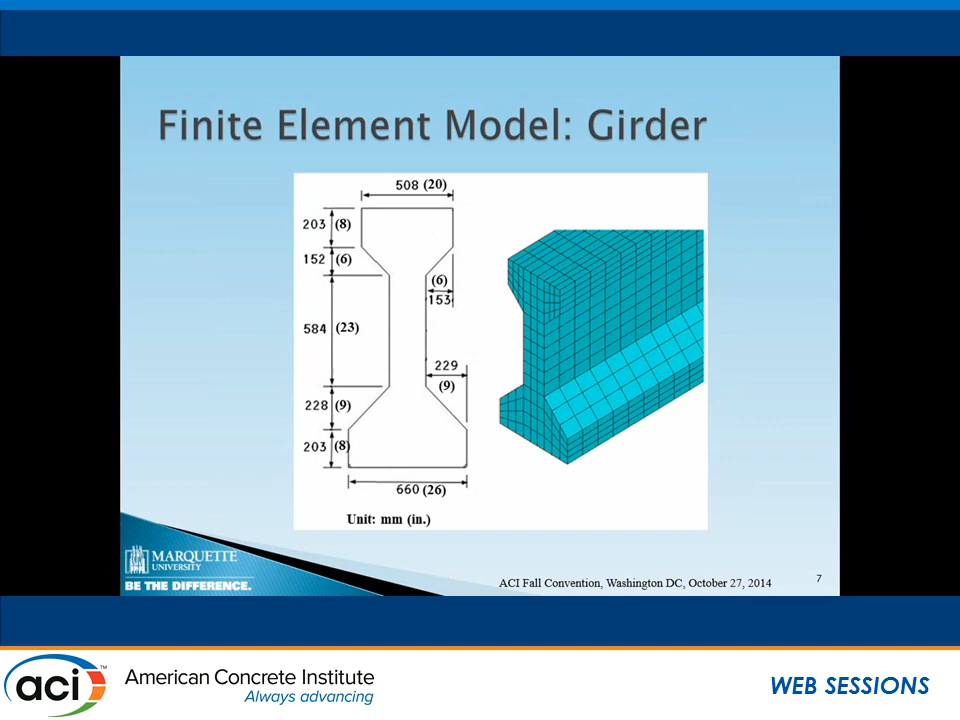 Finite Element Model: Girder
508 (20)
203 (8)
152 (6)
(6)
153
584 (23)
229
(9)
228 (9)
203 (8)
660 (26)
Unit: mm (in.)
MARQUETTE
UNIVERSITY
BE THE DIFFERENCE.
ACI Fall Convention, Washington DC, October 27, 2014
7
aci™
American Concrete Institute
Always advancing
WEB SESSIONS